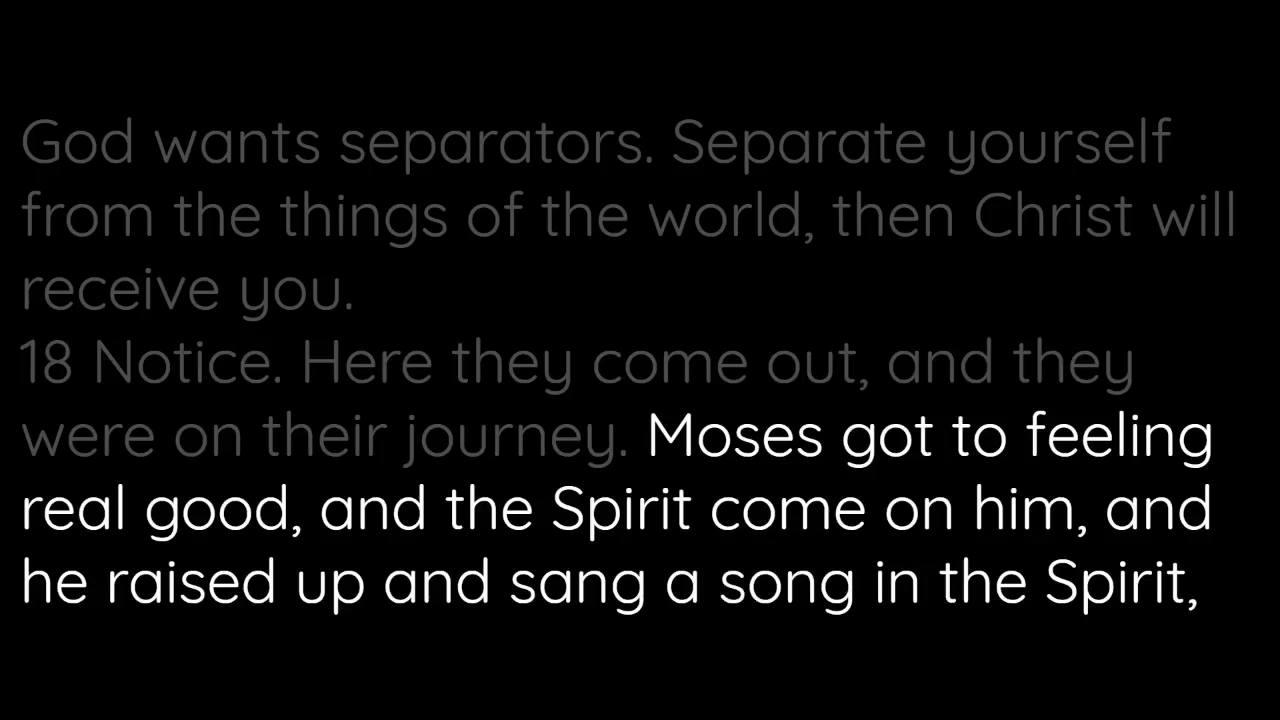 God wants separators. Separate yourself
from the things of the world, then Christ will
receive you.
18 Notice. Here they come out, and they
were on their journey. Moses got to feeling
real good, and the Spirit come on him, and
he raised up and sang a song in the Spirit,